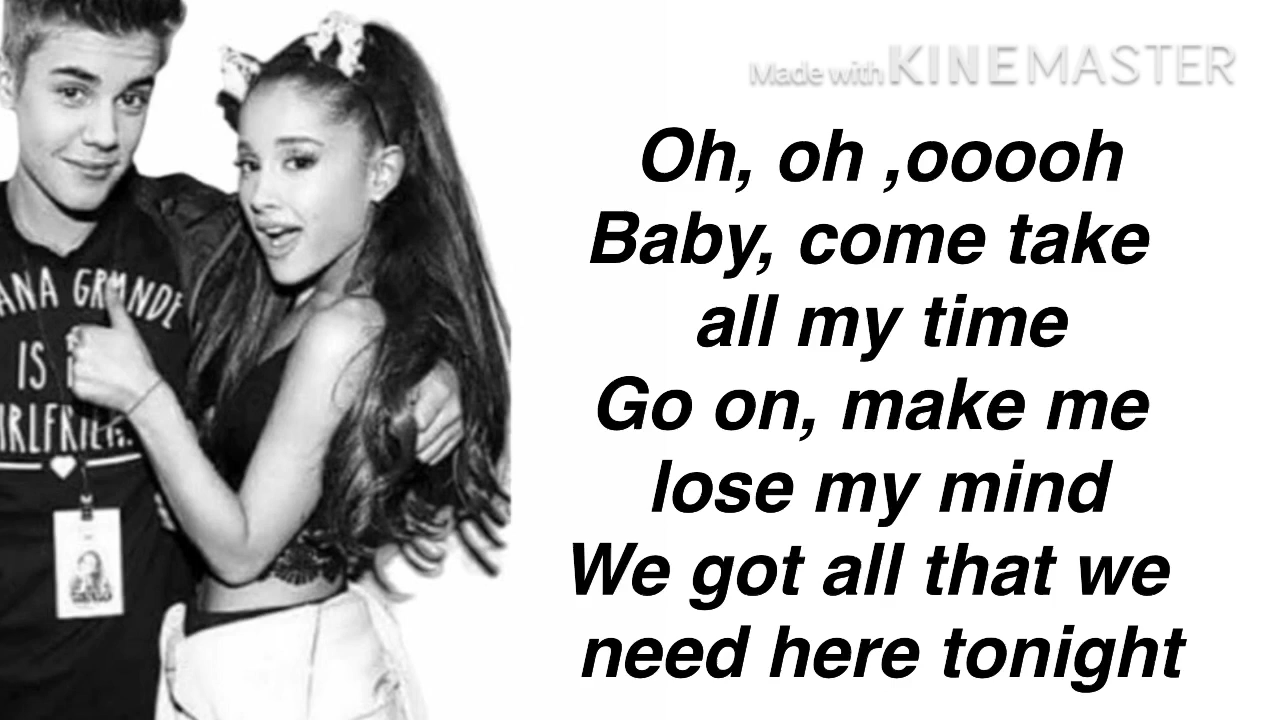 Made with KINEMASTER
Oh, oh ,ooooh
Baby, come take
all my time
Go on, make me
lose my mind
We got all that we
need here tonight
ANA GRANDE
IS
IRLFRIEN